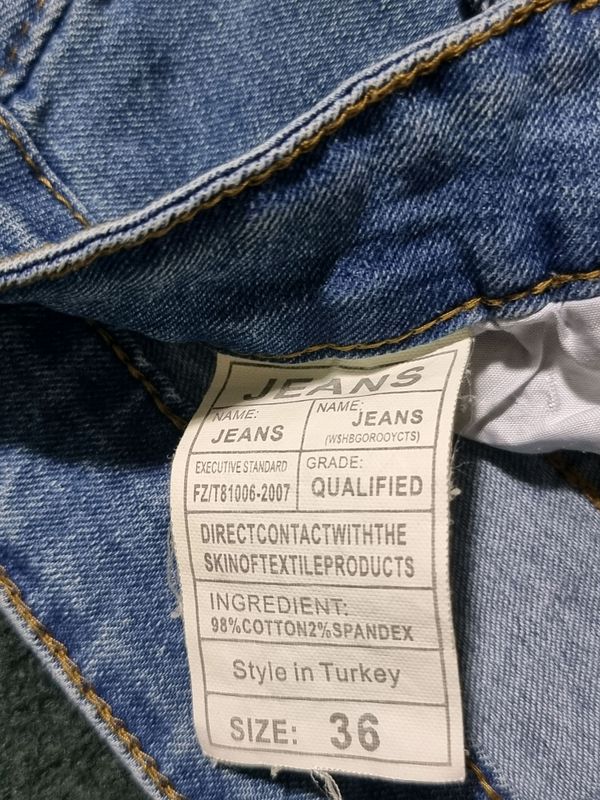 JEANS
NAME:
JEANS
NAME:
JEANS
(WSHBGOROOYCTS)
EXECUTIVE STANDARD
FZ/T81006-2007
GRADE:
QUALIFIED
DIRECTCONTACTWITHTHE
SKINOFTEXTILEPRODUCTS
INGREDIENT:
98%COTTON2%SPANDEX
Style in Turkey
SIZE: 36